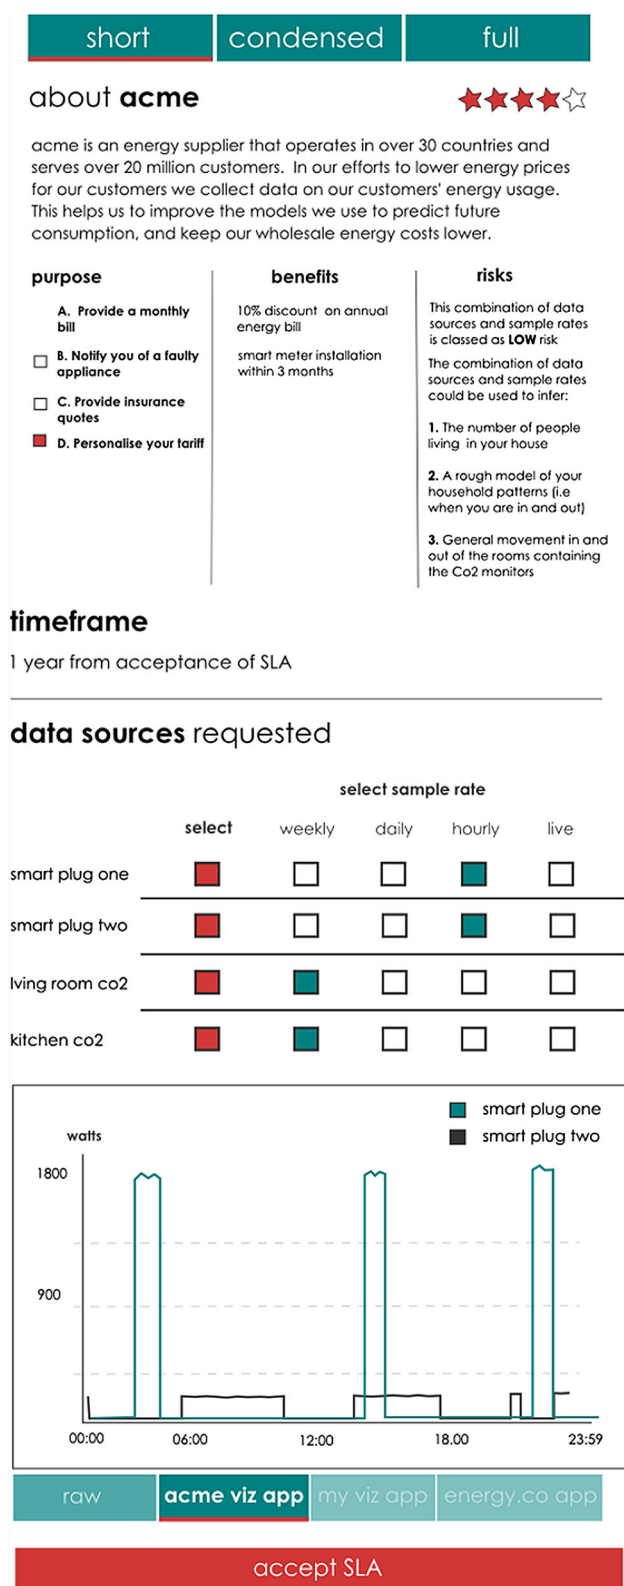 short condensed full
about acme
acme is an energy supplier that operates in over 30 countries and
serves over 20 million customers. In our efforts to lower energy prices
for our customers we collect data on our customers' energy usage.
This helps us to improve the models we use to predict future
consumption, and keep our wholesale energy costs lower.
purpose
A. Provide a monthly
bill
B. Notify you of a faulty
appliance
C. Provide insurance
quotes
D. Personalise your tariff
benefits
10% discount on annual
energy bill
smart meter installation
within 3 months
risks
This combination of data
sources and sample rates
is classed as LOW risk
The combination of data
sources and sample rates
could be used to infer:
1. The number of people
living in your house
2. A rough model of your
household patterns (i.e
when you are in and out)
3. General movement in and
out of the rooms containing
the Co2 monitors
timeframe
1 year from acceptance of SLA
data sources requested
select sample rate
select weekly daily hourly live
smart plug one
smart plug two
lving room co2
kitchen co2
smart plug one
smart plug two
watts
1800
900
00:00 06:00 12:00 18.00 23:59
raw acme viz app my viz app energy.co app
accept SLA